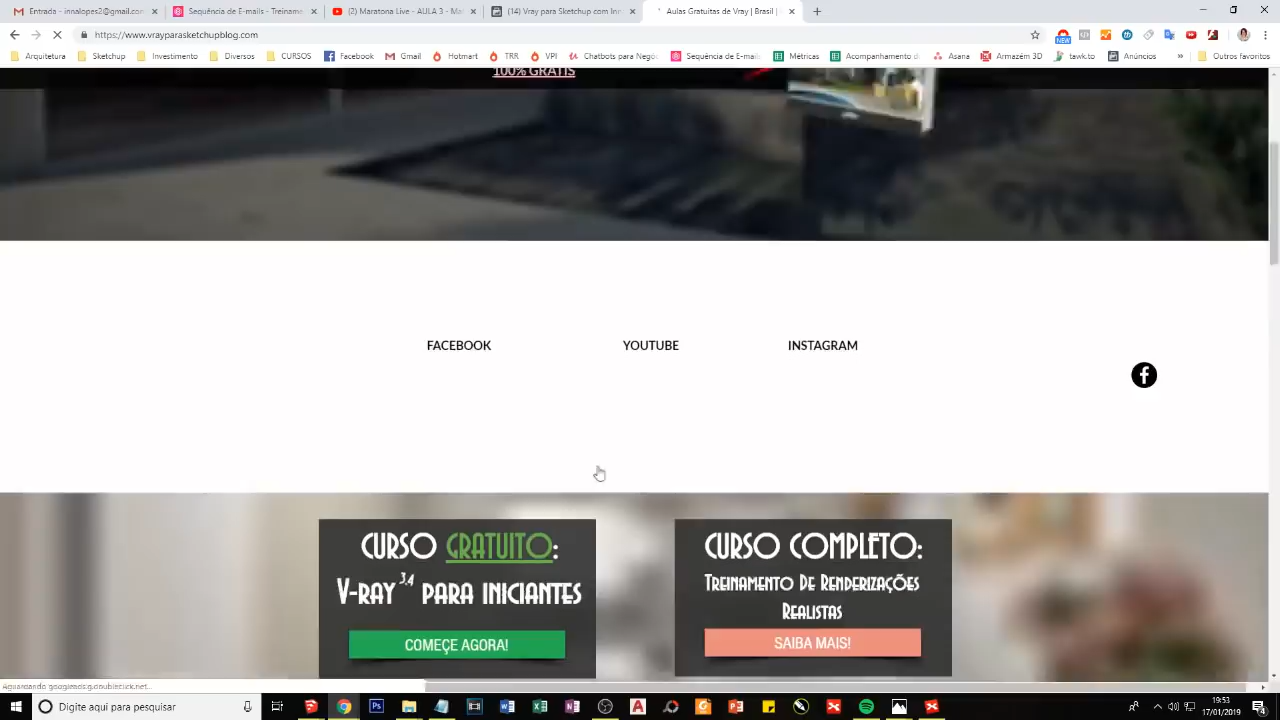 Entrada - innalopes2@gmail.com
Sequência de E-mails - Treiname
(2) Maratona Live - AULA 3 - Ma
(14) Vray para Sketchup com Inn
Aulas Gratuitas de Vray | Brasil |
https://www.vrayparasketchupblog.com
Arquitetura
Sketchup
Investimento
Diversos
CURSOS
Facebook
Gmail
Hotmart
TRR
VPI
Chatbots para Negó
Sequência de E-mails
Métricas
Acompanhamento d
Asana
Armazém 3D
tawk.to
Anúncios
Outros favoritos
100% GRÁTIS
FACEBOOK
YOUTUBE
INSTAGRAM
CURSO GRATUITO:
V-RAY 3.4 PARA INICIANTES
COMEÇE AGORA!
CURSO COMPLETO:
TREINAMENTO DE RENDERIZAÇÕES
REALISTAS
SAIBA MAIS!
Digite aqui para pesquisar
19:53
17/01/2019